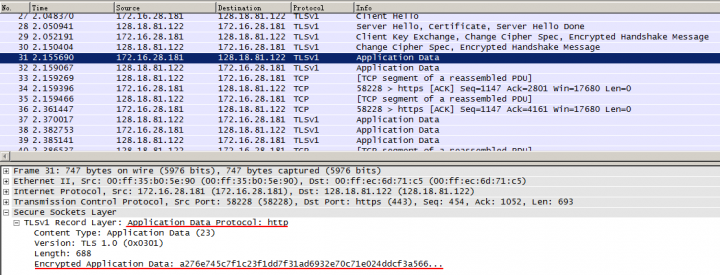 No. Time Source Destination Protocol Info
27 2.048370 172.16.28.181 128.18.81.122 TLSv1 Client Hello
28 2.050941 128.18.81.122 172.16.28.181 TLSv1 Server Hello, Certificate, Server Hello Done
29 2.052191 172.16.28.181 128.18.81.122 TLSv1 Client Key Exchange, Change Cipher Spec, Encrypted Handshake Message
30 2.150404 128.18.81.122 172.16.28.181 TLSv1 Change Cipher Spec, Encrypted Handshake Message
31 2.155690 172.16.28.181 128.18.81.122 TLSv1 Application Data
32 2.159067 128.18.81.122 172.16.28.181 TLSv1 Application Data
33 2.159269 128.18.81.122 172.16.28.181 TCP [TCP segment of a reassembled PDU]
34 2.159396 172.16.28.181 128.18.81.122 TCP 58228 > https [ACK] Seq=1147 Ack=2801 Win=17680 Len=0
35 2.159466 128.18.81.122 172.16.28.181 TCP [TCP segment of a reassembled PDU]
36 2.361447 172.16.28.181 128.18.81.122 TCP 58228 > https [ACK] Seq=1147 Ack=4161 Win=17680 Len=0
37 2.370017 128.18.81.122 172.16.28.181 TLSv1 Application Data
38 2.382753 172.16.28.181 128.18.81.122 TLSv1 Application Data
39 2.385141 128.18.81.122 172.16.28.181 TLSv1 Application Data
40 2.386537 128.18.81.122 172.16.28.181 TCP [TCP segment of a reassembled PDU]
Frame 31: 747 bytes on wire (5976 bits), 747 bytes captured (5976 bits)
Ethernet II, Src: 00:ff:35:b0:5e:90 (00:ff:35:b0:5e:90), Dst: 00:ff:ec:6d:71:c5 (00:ff:ec:6d:71:c5)
Internet Protocol, Src: 172.16.28.181 (172.16.28.181), Dst: 128.18.81.122 (128.18.81.122)
Transmission Control Protocol, Src Port: 58228 (58228), Dst Port: https (443), Seq: 454, Ack: 1052, Len: 693
Secure Sockets Layer
TLSv1 Record Layer: Application Data Protocol: http
Content Type: Application Data (23)
Version: TLS 1.0 (0x0301)
Length: 688
Encrypted Application Data: a276e745c7f1c23f1dd7f31ad6932e70c71e024ddcf3a566...